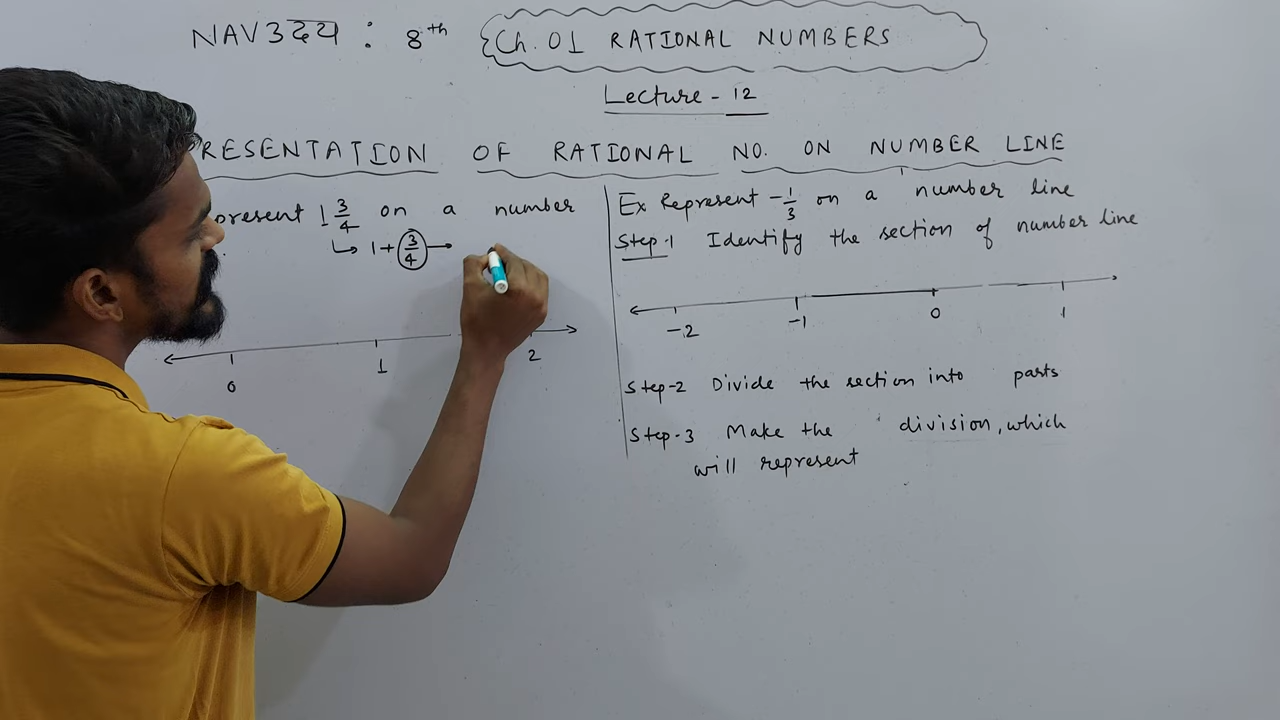 NAV3दय : 8th
Ch. 01 RATIONAL NUMBERS
Lecture - 12
PRESENTATION OF RATIONAL NO. ON NUMBER LINE
present 1 3/4 on a number
↳ 1 + 3/4 →
0 1 2
Ex Represent -1/3 on a number line
Step-1 Identify the section of number line
-2 -1 0 1
Step-2 Divide the section into parts
Step-3 Make the division, which
will represent